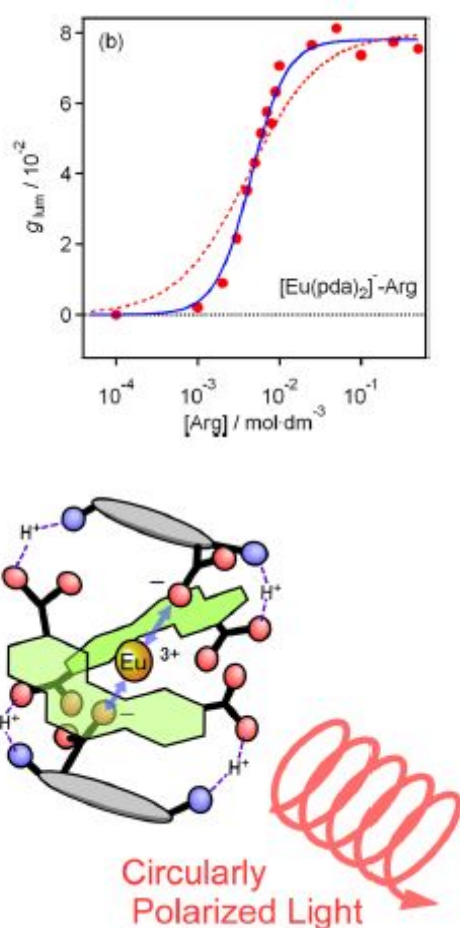 (b)
8
6
4
2
0
g lum / 10⁻²
[Eu(pda)₂]⁻-Arg
10⁻⁴ 10⁻³ 10⁻² 10⁻¹
[Arg] / mol·dm⁻³
H⁺
−
H⁺
Eu 3+
H⁺
−
H⁺
Circularly
Polarized Light